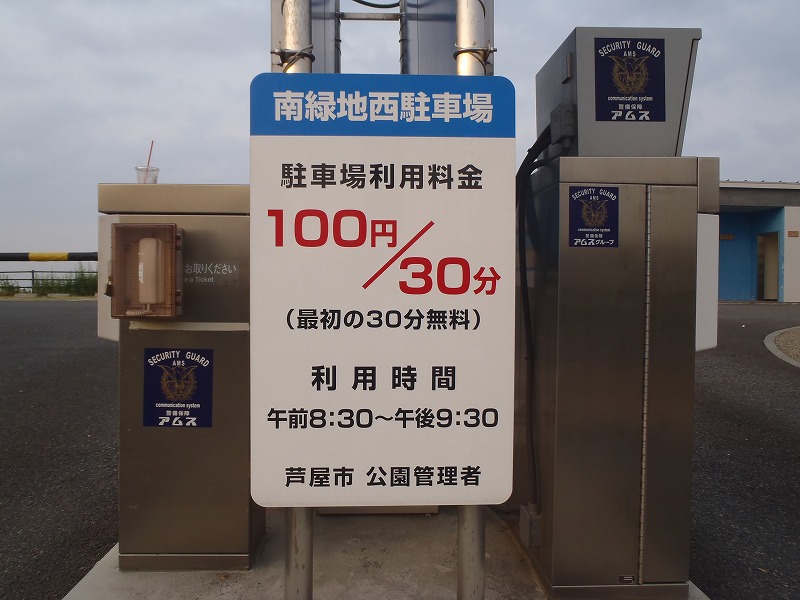 南緑地西駐車場
駐車場利用料金
100円／30分
（最初の30分無料）
利用時間
午前8：30〜午後9：30
芦屋市 公園管理者
お取りください
e a Ticket
SECURITY GUARD
AMS
communication system
警備保障
アムス
SECURITY GUARD
AMS
communication system
警備保障
アムス
SECURITY GUARD
AMS
communication system
警備保障
アムスグループ